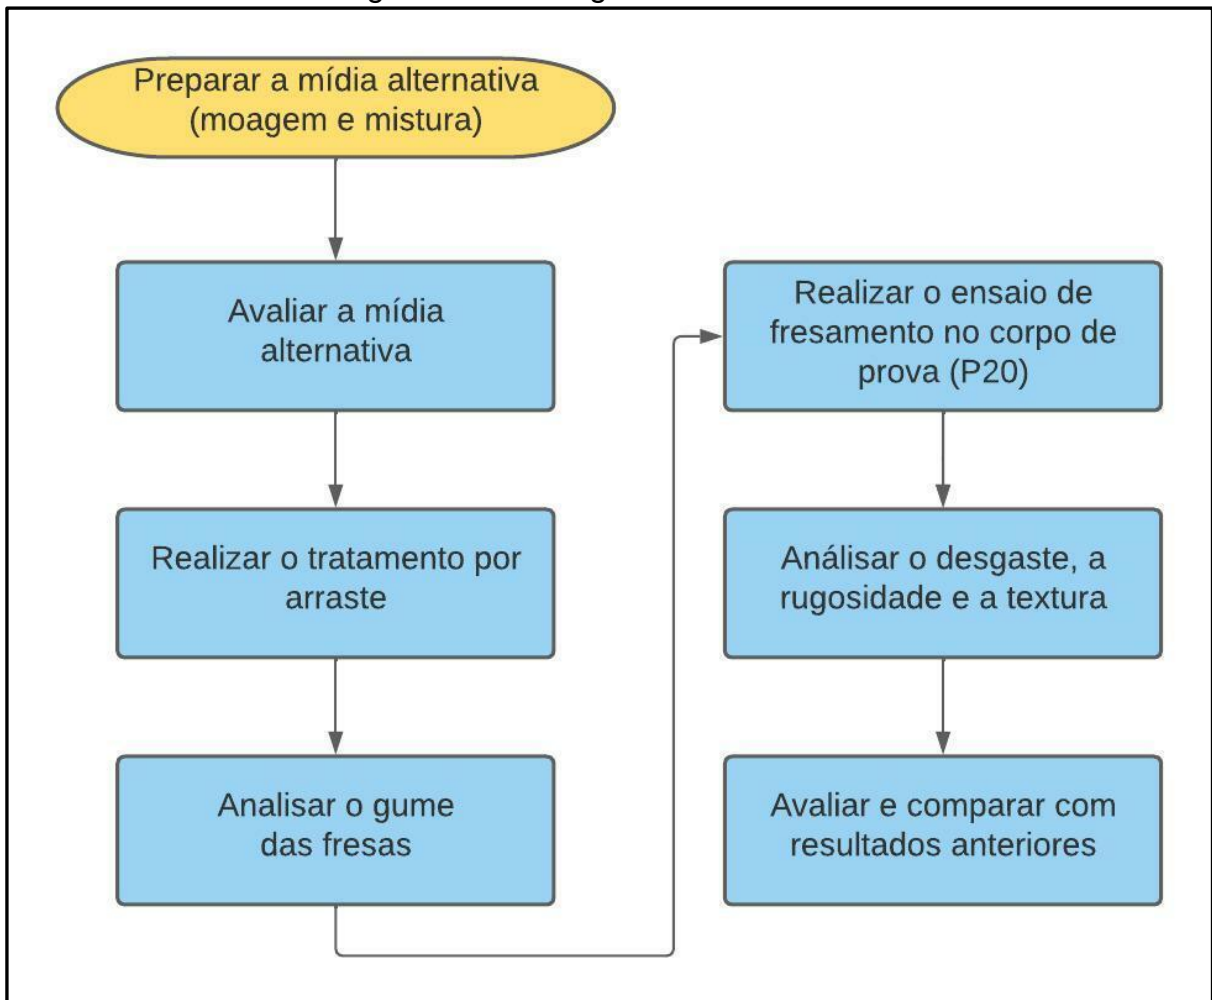 Preparar a mídia alternativa
(moagem e mistura)
Avaliar a mídia
alternativa
Realizar o tratamento por
arraste
Analisar o gume
das fresas
Realizar o ensaio de
fresamento no corpo de
prova (P20)
Análisar o desgaste, a
rugosidade e a textura
Avaliar e comparar com
resultados anteriores